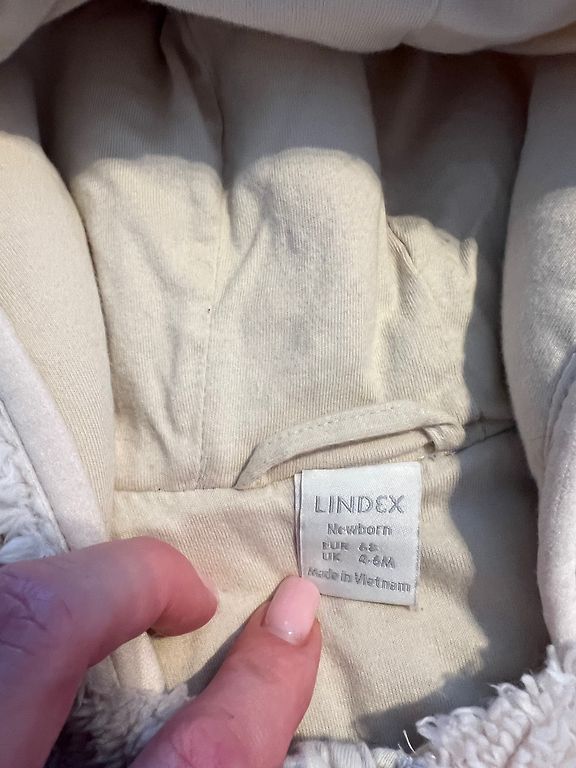 LINDEX
Newborn
EUR 68
UK 4-6M
Made in Vietnam